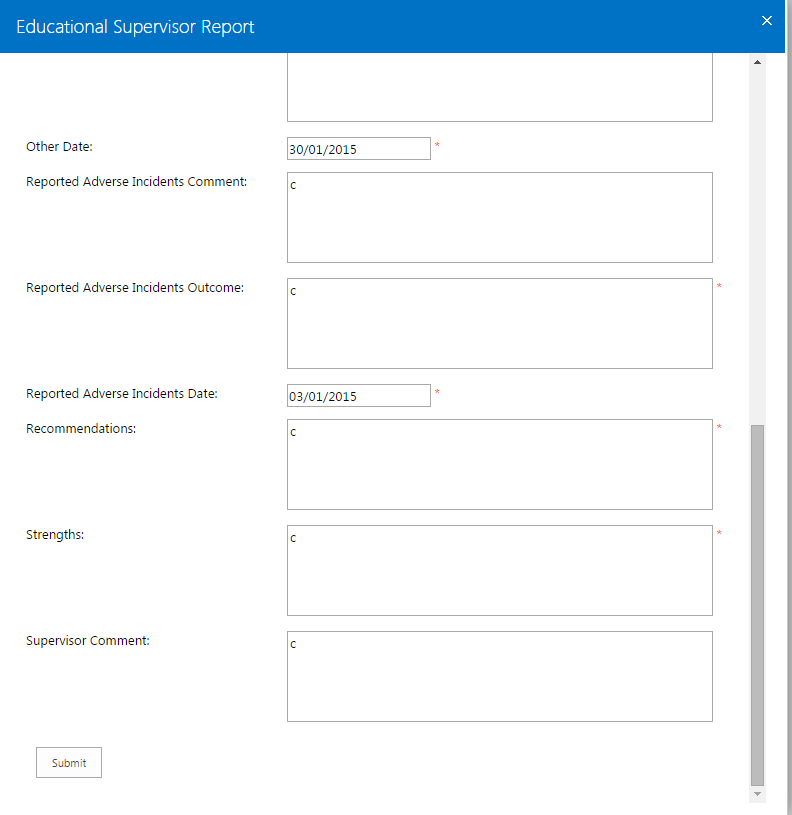 Educational Supervisor Report
Other Date: 30/01/2015 *
Reported Adverse Incidents Comment: c
Reported Adverse Incidents Outcome: c *
Reported Adverse Incidents Date: 03/01/2015 *
Recommendations: c *
Strengths: c *
Supervisor Comment: c
Submit